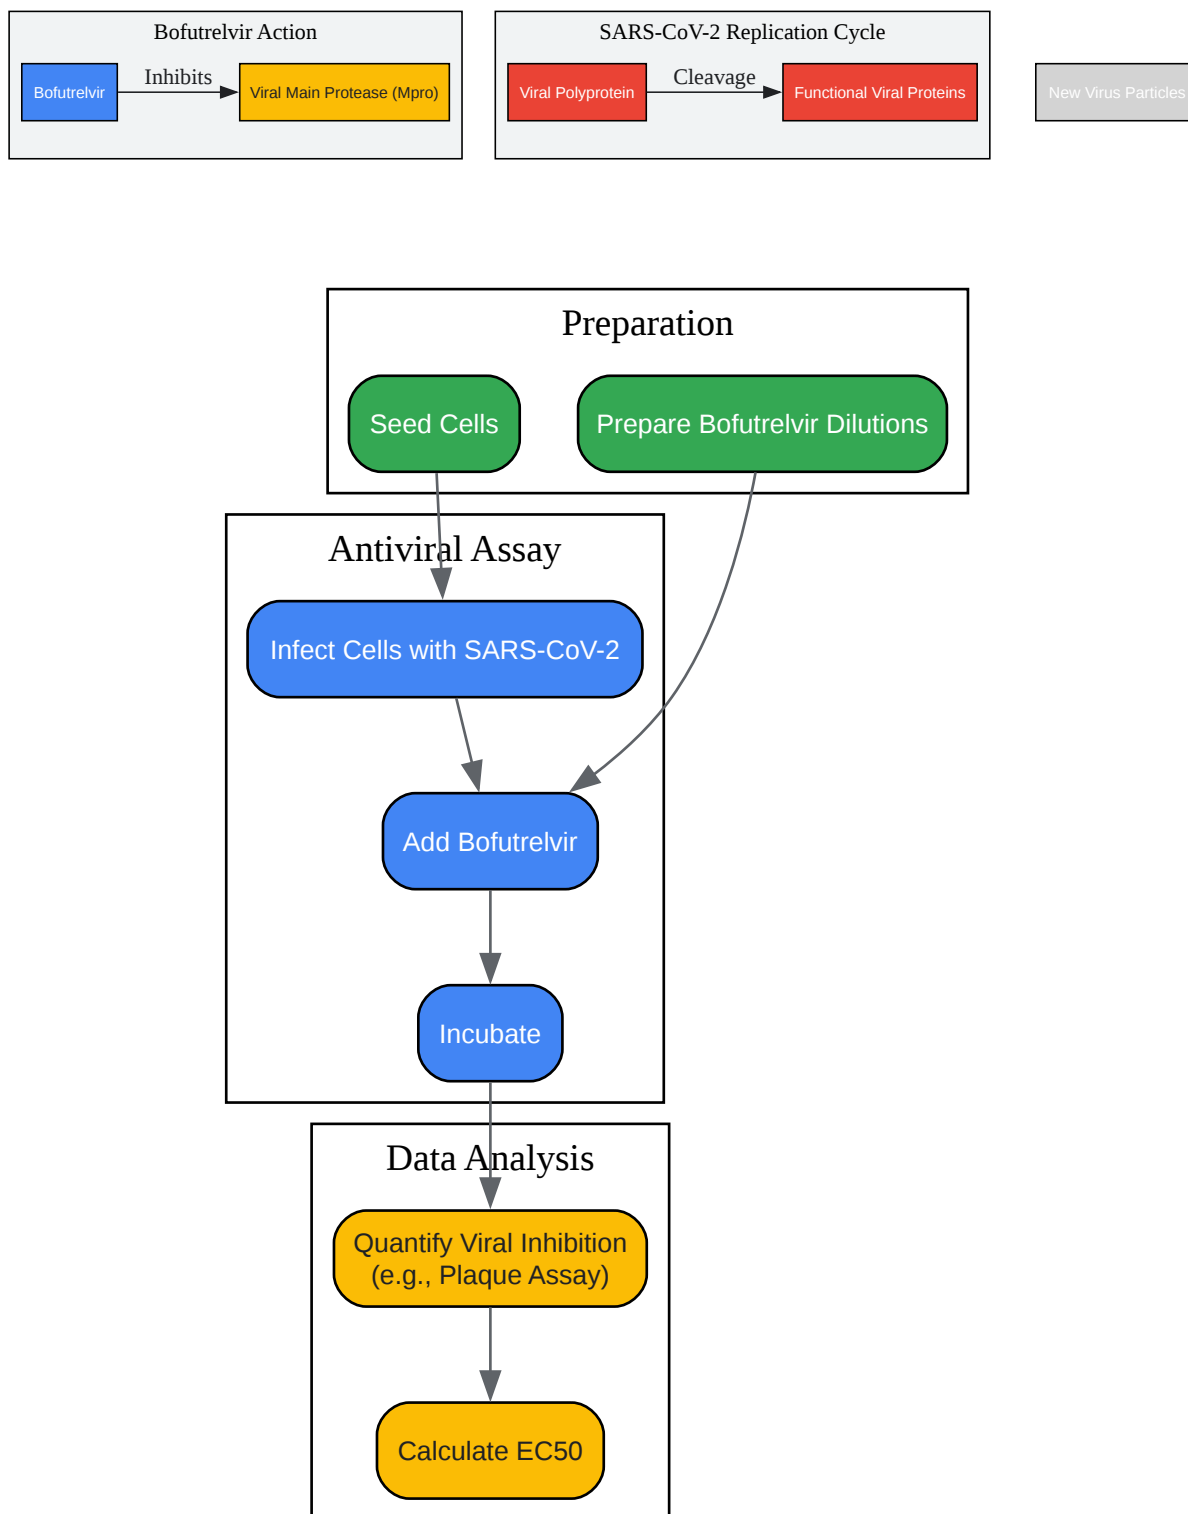 Bofutrelvir Action
Bofutrelvir
Inhibits
Viral Main Protease (Mpro)
SARS-CoV-2 Replication Cycle
Viral Polyprotein
Cleavage
Functional Viral Proteins
New Virus Particles
Preparation
Seed Cells
Prepare Bofutrelvir Dilutions
Antiviral Assay
Infect Cells with SARS-CoV-2
Add Bofutrelvir
Incubate
Data Analysis
Quantify Viral Inhibition
(e.g., Plaque Assay)
Calculate EC50